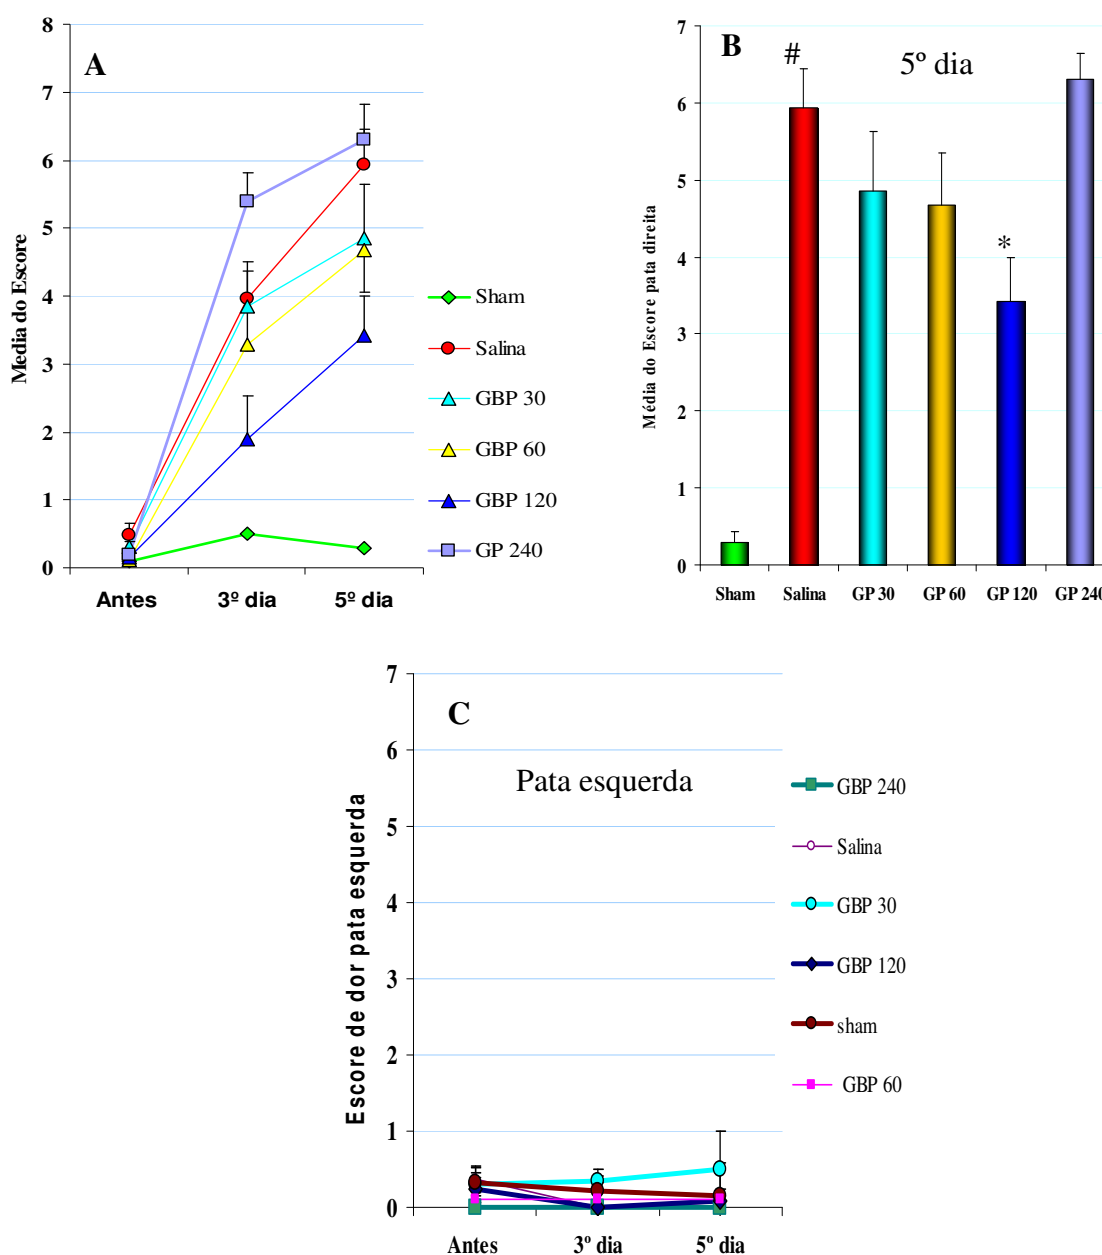 A
8
7
6
5
4
3
2
1
0
Media do Escore
Antes
3º dia
5º dia
Sham
Salina
GBP 30
GBP 60
GBP 120
GP 240
B
5º dia
#
*
7
6
5
4
3
2
1
0
Média do Escore pata direita
Sham
Salina
GP 30
GP 60
GP 120
GP 240
C
Pata esquerda
7
6
5
4
3
2
1
0
Escore de dor pata esquerda
Antes
3º dia
5º dia
GBP 240
Salina
GBP 30
GBP 120
sham
GBP 60